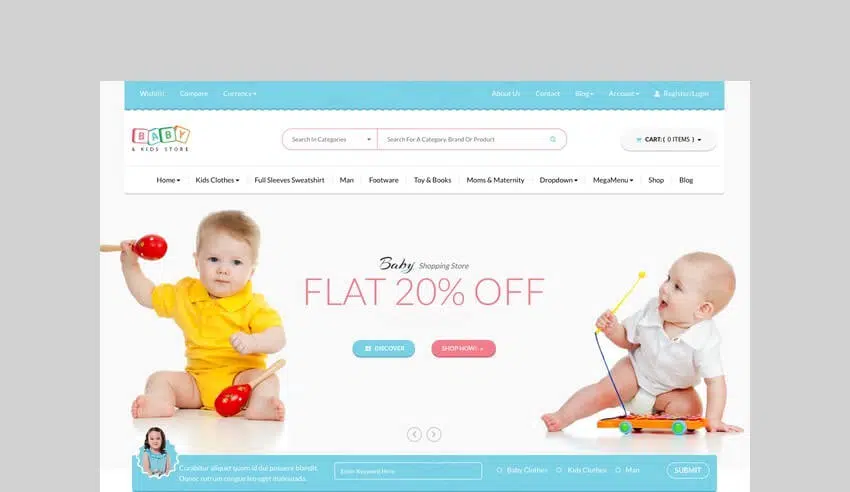 Wishlist
Compare
Currency
About Us
Contact
Blog
Account
Register/Login
BABY
& KIDS STORE
Search In Categories
Search For A Category, Brand Or Product
CART: ( 0 ITEMS )
Home
Kids Clothes
Full Sleeves Sweatshirt
Man
Footware
Toy & Books
Moms & Maternity
Dropdown
MegaMenu
Shop
Blog
Baby Shopping Store
FLAT 20% OFF
DISCOVER
SHOP NOW!
Curabitur aliquet quam id dui posuere blandit.
Donec rutrum congue leo eget malesuada.
Enter Keyword Here
Baby Clothes
Kids Clothes
Man
SUBMIT